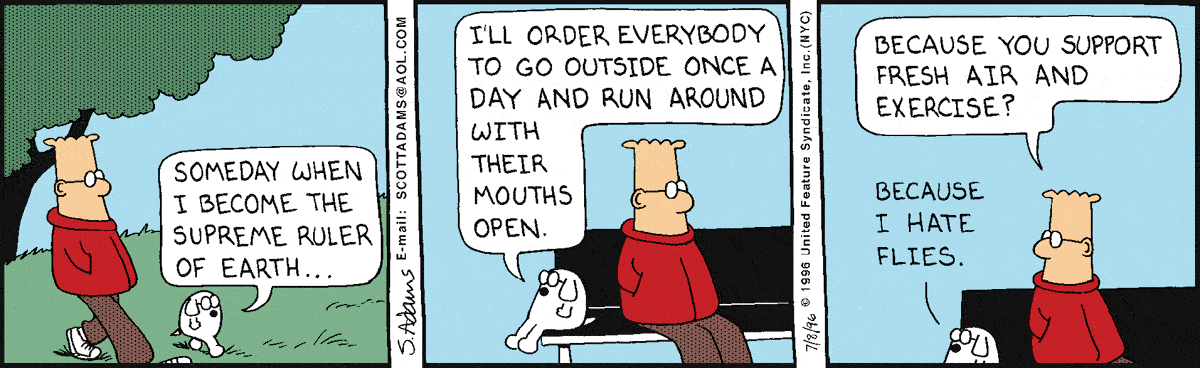 SOMEDAY WHEN
I BECOME THE
SUPREME RULER
OF EARTH...
S. Adams
E-mail: SCOTTADAMS@AOL.COM
I'LL ORDER EVERYBODY
TO GO OUTSIDE ONCE A
DAY AND RUN AROUND
WITH
THEIR
MOUTHS
OPEN.
7/8/96 © 1996 United Feature Syndicate, Inc.(NYC)
BECAUSE YOU SUPPORT
FRESH AIR AND
EXERCISE?
BECAUSE
I HATE
FLIES.